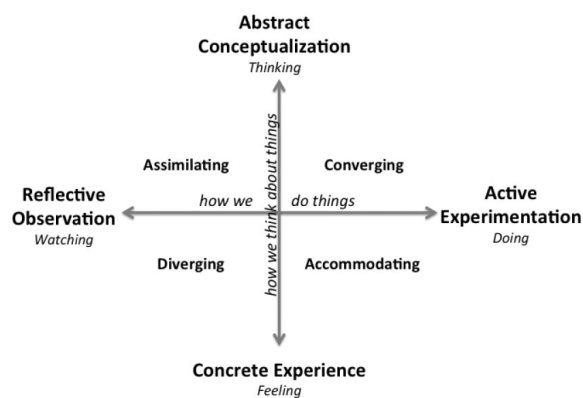 Abstract
Conceptualization
Thinking
Assimilating
Converging
how we think about things
Reflective
Observation
Watching
how we do things
Active
Experimentation
Doing
Diverging
Accommodating
Concrete Experience
Feeling